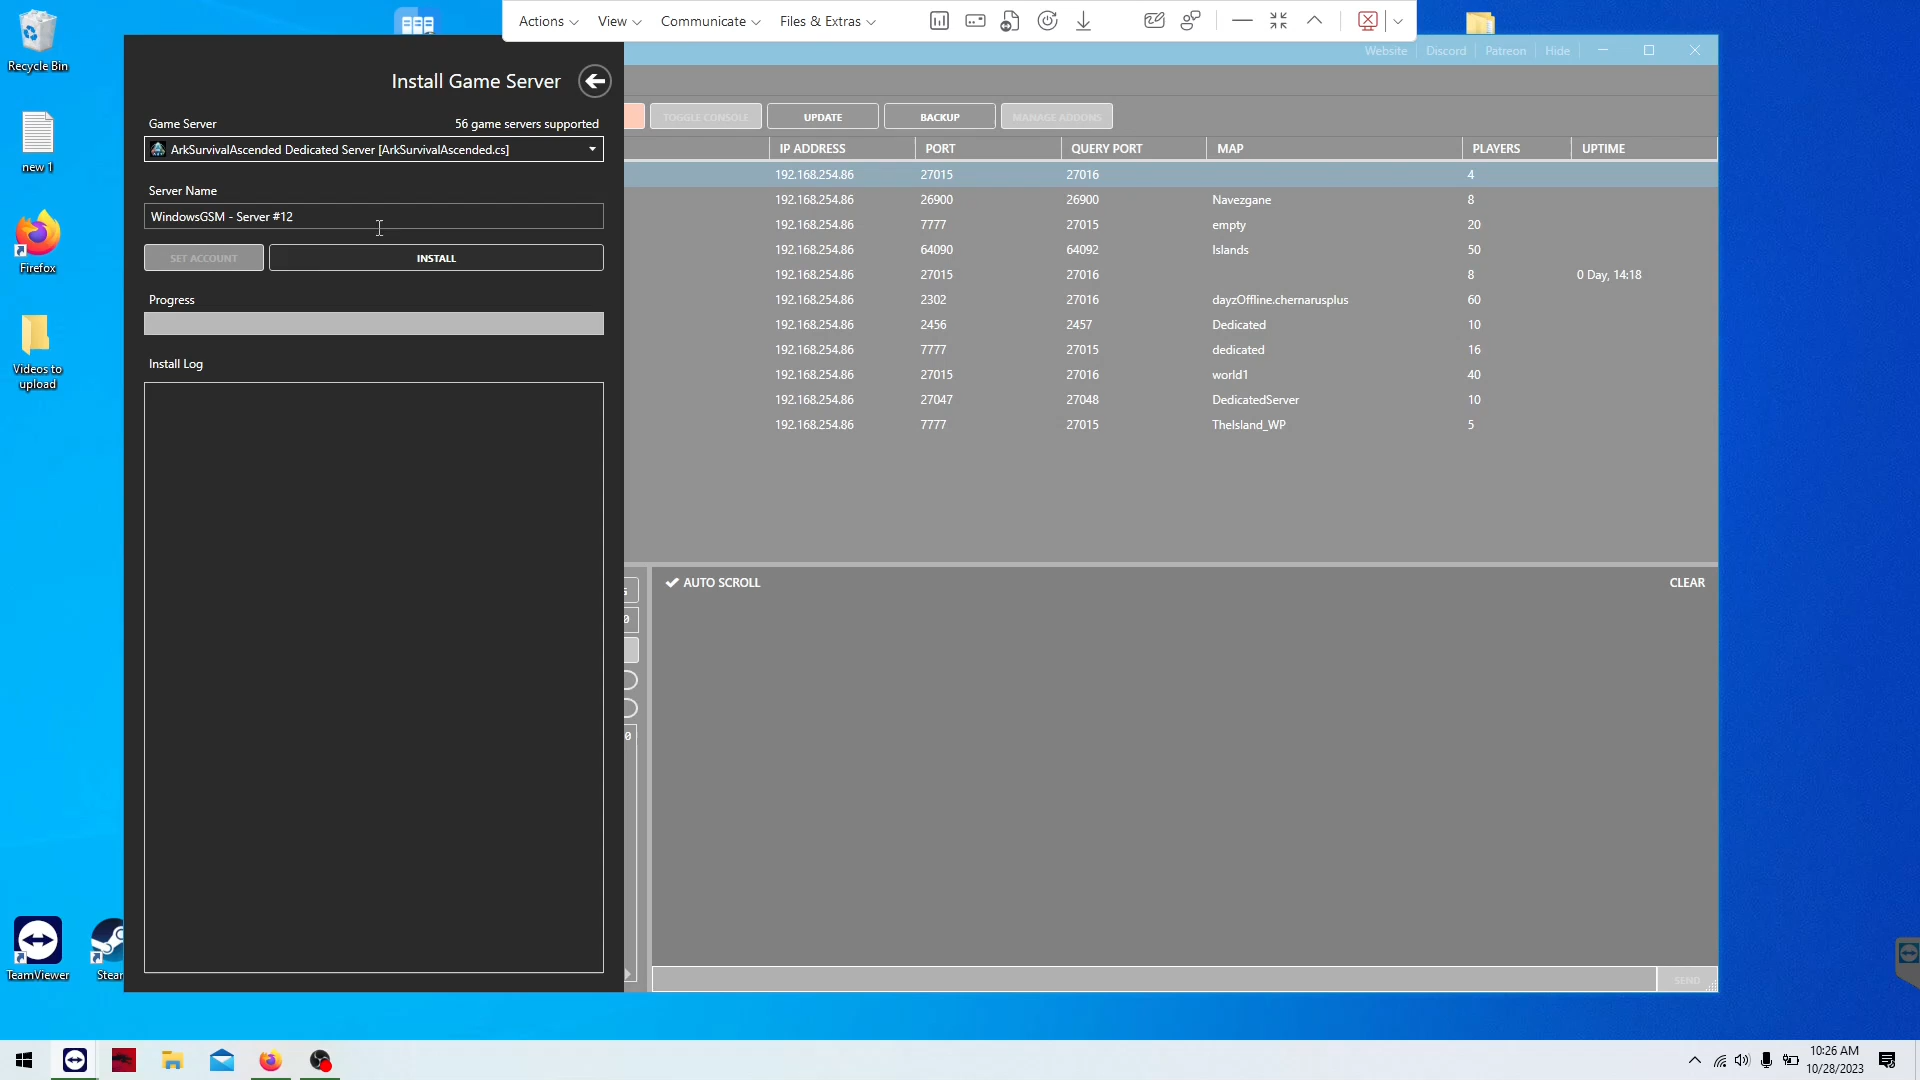 Actions View Communicate Files & Extras
Recycle Bin
new 1
Firefox
Videos to
upload
TeamViewer
Steam
Website Discord Patreon Hide
Install Game Server
Game Server 56 game servers supported
ArkSurvivalAscended Dedicated Server [ArkSurvivalAscended.cs]
Server Name
WindowsGSM - Server #12
SET ACCOUNT INSTALL
Progress
Install Log
TOGGLE CONSOLE UPDATE BACKUP MANAGE ADDONS
IP ADDRESS PORT QUERY PORT MAP PLAYERS UPTIME
192.168.254.86 27015 27016 4
192.168.254.86 26900 26900 Navezgane 8
192.168.254.86 7777 27015 empty 20
192.168.254.86 64090 64092 Islands 50
192.168.254.86 27015 27016 8 0 Day, 14:18
192.168.254.86 2302 27016 dayzOffline.chernarusplus 60
192.168.254.86 2456 2457 Dedicated 10
192.168.254.86 7777 27015 dedicated 16
192.168.254.86 27015 27016 world1 40
192.168.254.86 27047 27048 DedicatedServer 10
192.168.254.86 7777 27015 TheIsland_WP 5
AUTO SCROLL CLEAR
SEND
10:26 AM
10/28/2023